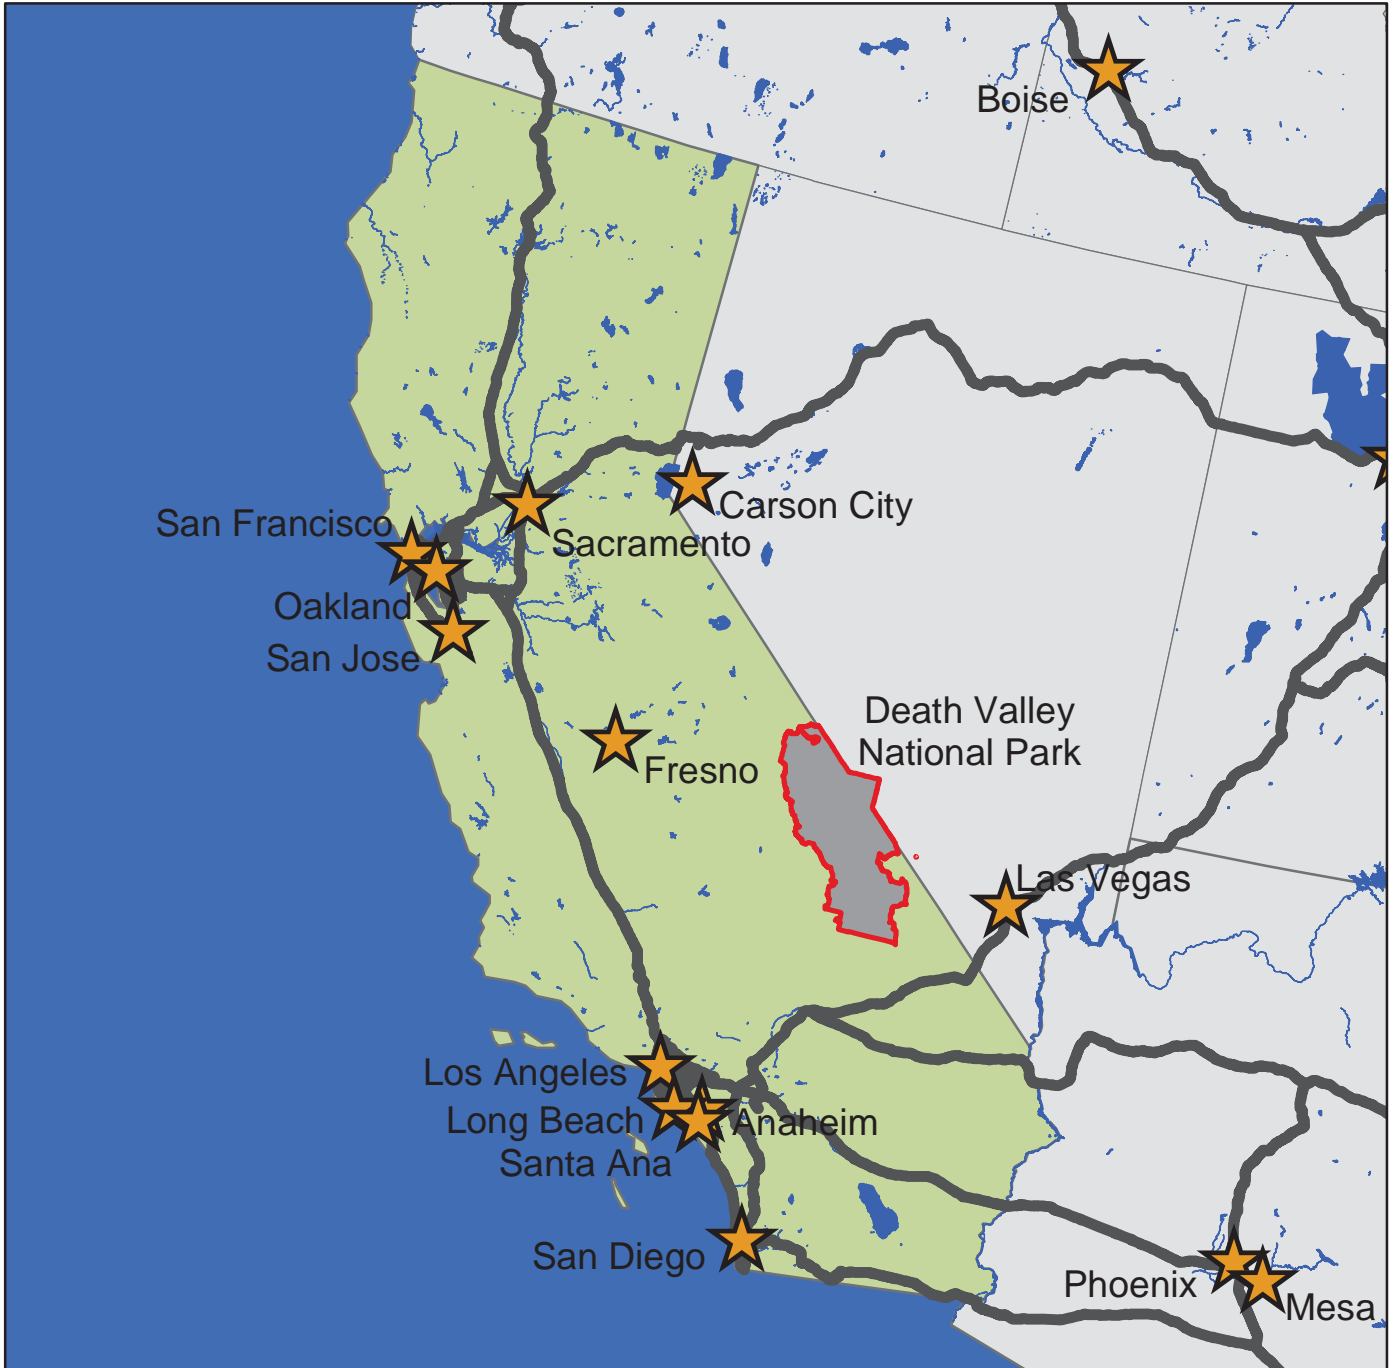 Boise
Carson City
San Francisco
Sacramento
Oakland
San Jose
Death Valley
National Park
Fresno
Las Vegas
Los Angeles
Long Beach
Anaheim
Santa Ana
San Diego
Phoenix
Mesa